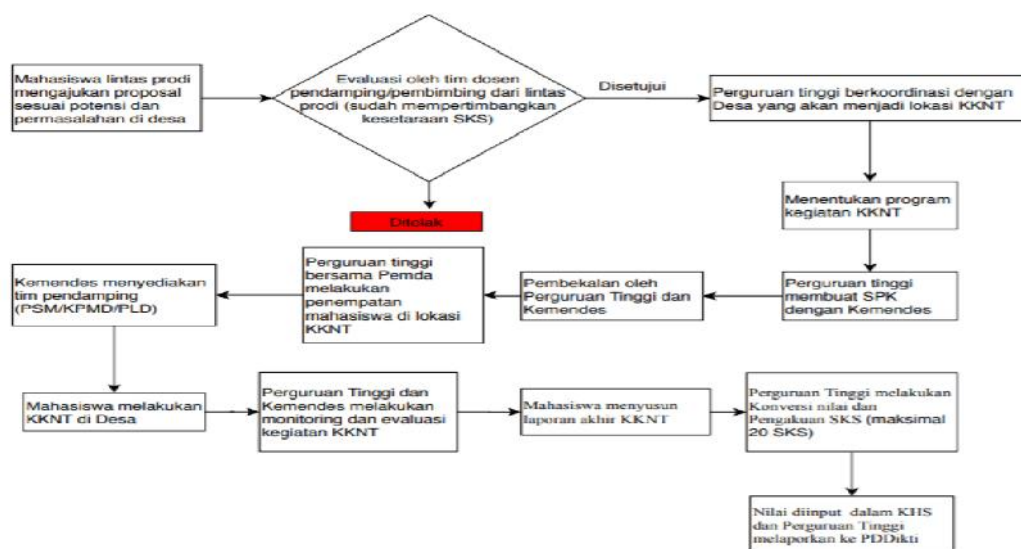 Mahasiswa lintas prodi
mengajukan proposal
sesuai potensi dan
permasalahan di desa
Evaluasi oleh tim dosen
pendamping/pembimbing dari lintas
prodi (sudah mempertimbangkan
kesetaraan SKS)
Disetujui
Perguruan tinggi berkoordinasi dengan
Desa yang akan menjadi lokasi KKNT
Ditolak
Menentukan program
kegiatan KKNT
Perguruan tinggi
membuat SPK
dengan Kemendes
Pembekalan oleh
Perguruan Tinggi dan
Kemendes
Perguruan tinggi
bersama Pemda
melakukan
penempatan
mahasiswa di lokasi
KKNT
Kemendes menyediakan
tim pendamping
(PSM/KPMD/PLD)
Mahasiswa melakukan
KKNT di Desa
Perguruan Tinggi dan
Kemendes melakukan
monitoring dan evaluasi
kegiatan KKNT
Mahasiswa menyusun
laporan akhir KKNT
Perguruan Tinggi melakukan
Konversi nilai dan
Pengakuan SKS (maksimal
20 SKS)
Nilai diinput dalam KHS
dan Perguruan Tinggi
melaporkan ke PDDikti